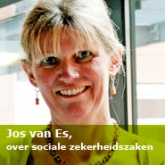 Jos van Es,
over sociale zekerheidszaken